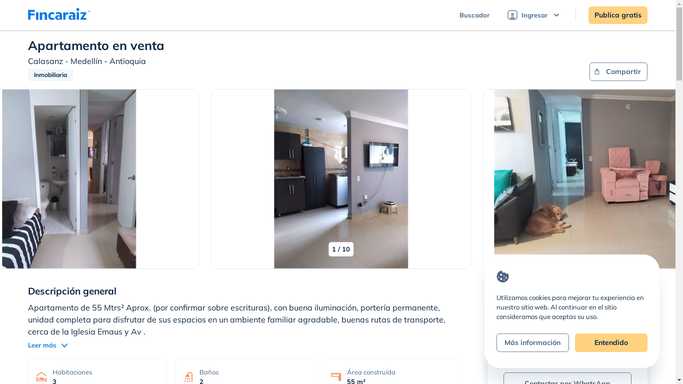 Fincaraiz
Buscador
Ingresar
Publica gratis
Apartamento en venta
Calasanz - Medellín - Antioquia
Inmobiliaria
Compartir
1 / 10
Descripción general
Apartamento de 55 Mtrs² Aprox. (por confirmar sobre escrituras), con buena iluminación, portería permanente,
unidad completa para disfrutar de sus espacios en un ambiente familiar agradable, buenas rutas de transporte,
cerca de la Iglesia Emaus y Av .
Leer más
Habitaciones
3
Baños
2
Área construida
55 m²
Utilizamos cookies para mejorar tu experiencia en
nuestro sitio web. Al continuar en el sitio
consideramos que aceptas su uso.
Más información
Entendido
Contactar por WhatsApp